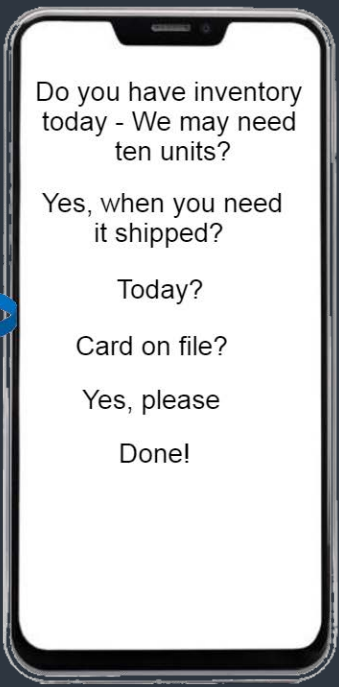 Do you have inventory
today - We may need
ten units?
Yes, when you need
it shipped?
Today?
Card on file?
Yes, please
Done!